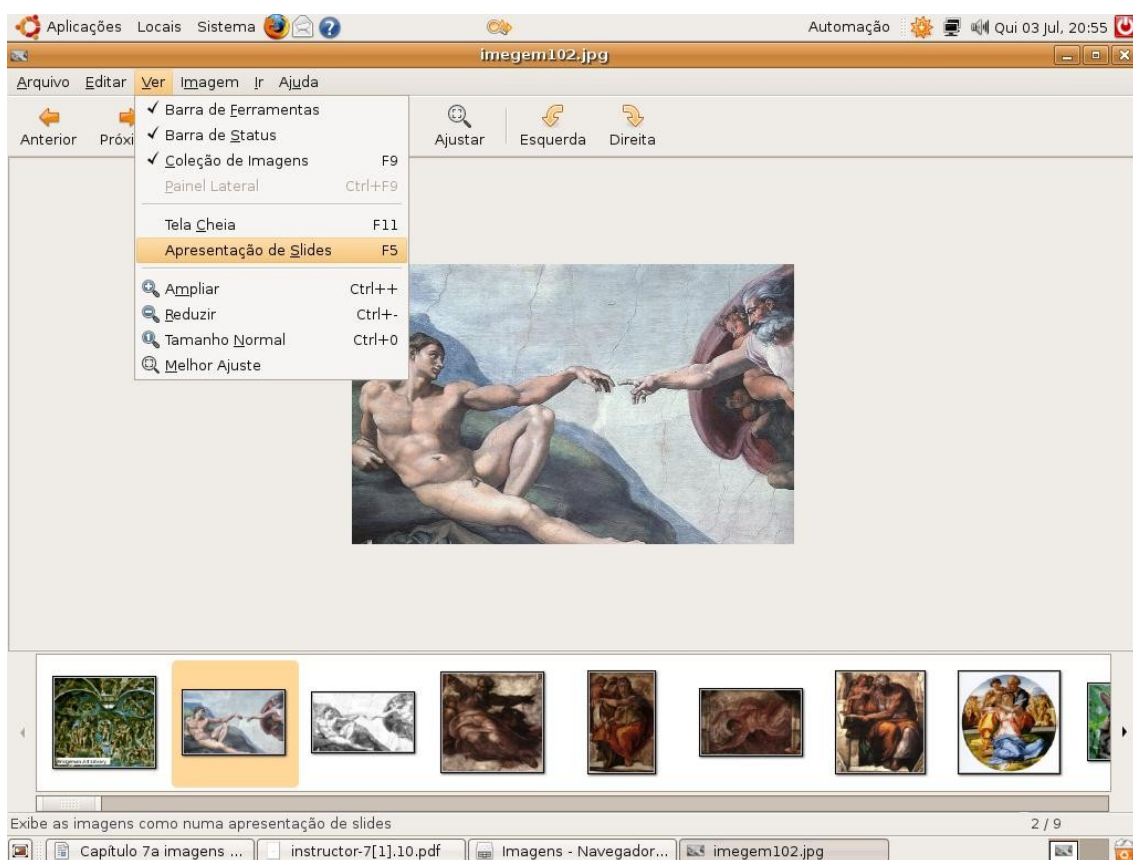 Aplicações Locais Sistema Automação Qui 03 Jul, 20:55
imegem102.jpg
Arquivo Editar Ver Imagem Ir Ajuda
Barra de Ferramentas
Barra de Status
Coleção de Imagens F9
Painel Lateral Ctrl+F9
Tela Cheia F11
Apresentação de Slides F5
Ampliar Ctrl++
Reduzir Ctrl+-
Tamanho Normal Ctrl+0
Melhor Ajuste
Anterior Próxi Ajustar Esquerda Direita
Exibe as imagens como numa apresentação de slides 2 / 9
Capítulo 7a imagens ... instructor-7[1].10.pdf Imagens - Navegador... imegem102.jpg